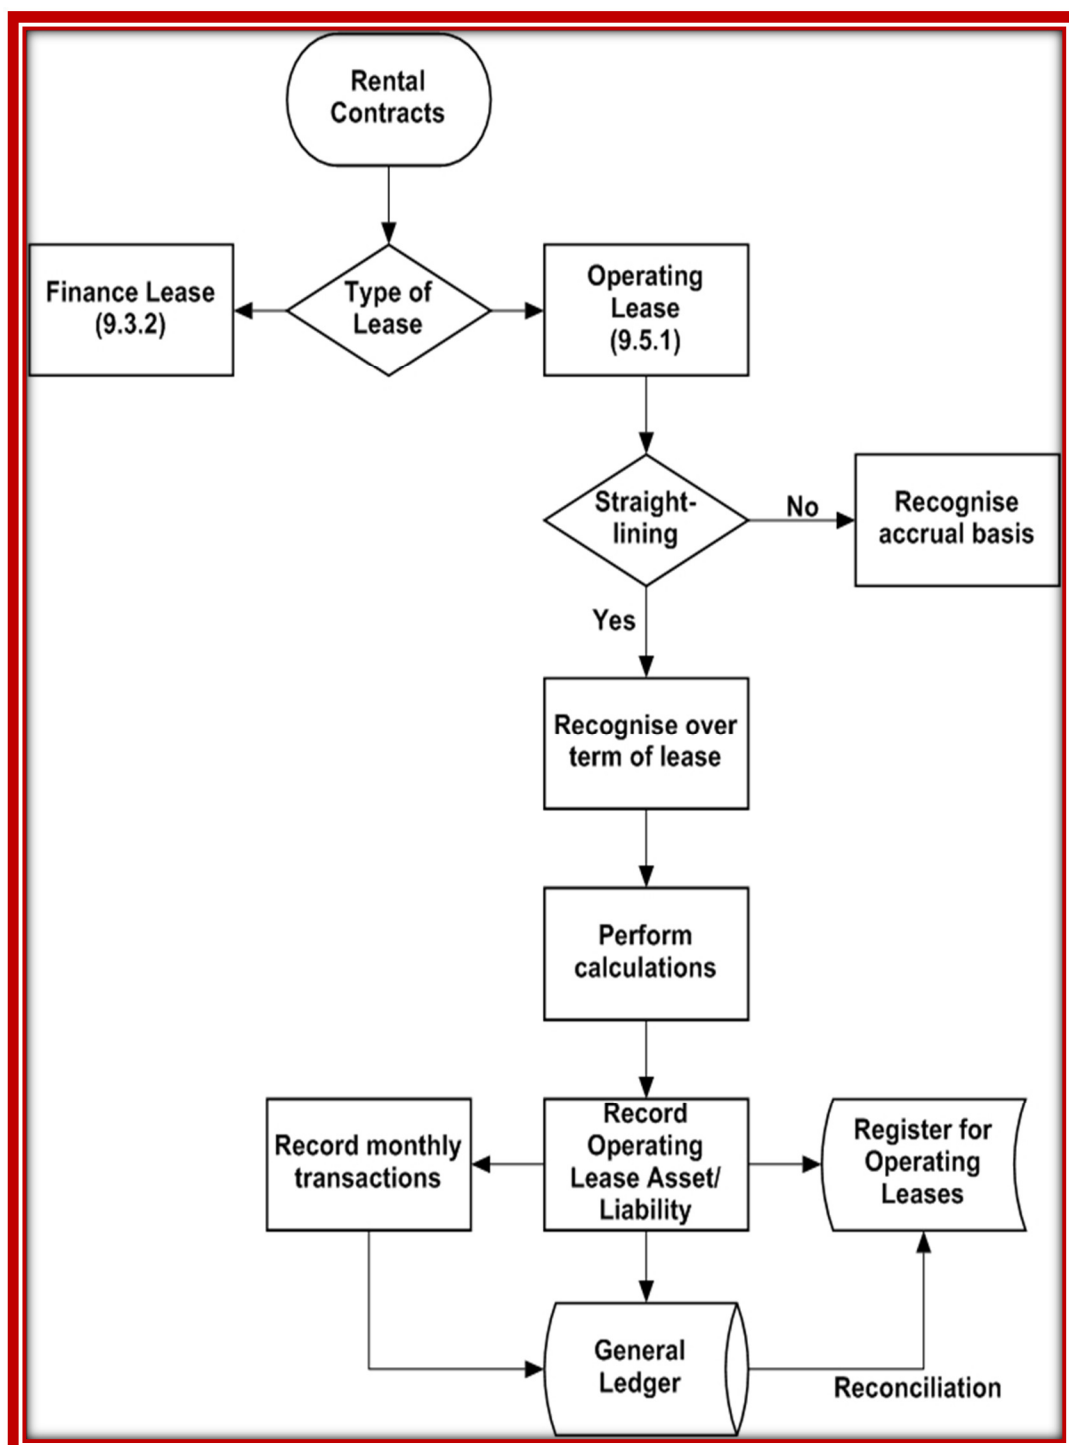 Rental
Contracts
Finance Lease
(9.3.2)
Type of
Lease
Operating
Lease
(9.5.1)
Straight-
lining
No
Recognise
accrual basis
Yes
Recognise over
term of lease
Perform
calculations
Record monthly
transactions
Record
Operating
Lease Asset/
Liability
Register for
Operating
Leases
General
Ledger
Reconciliation